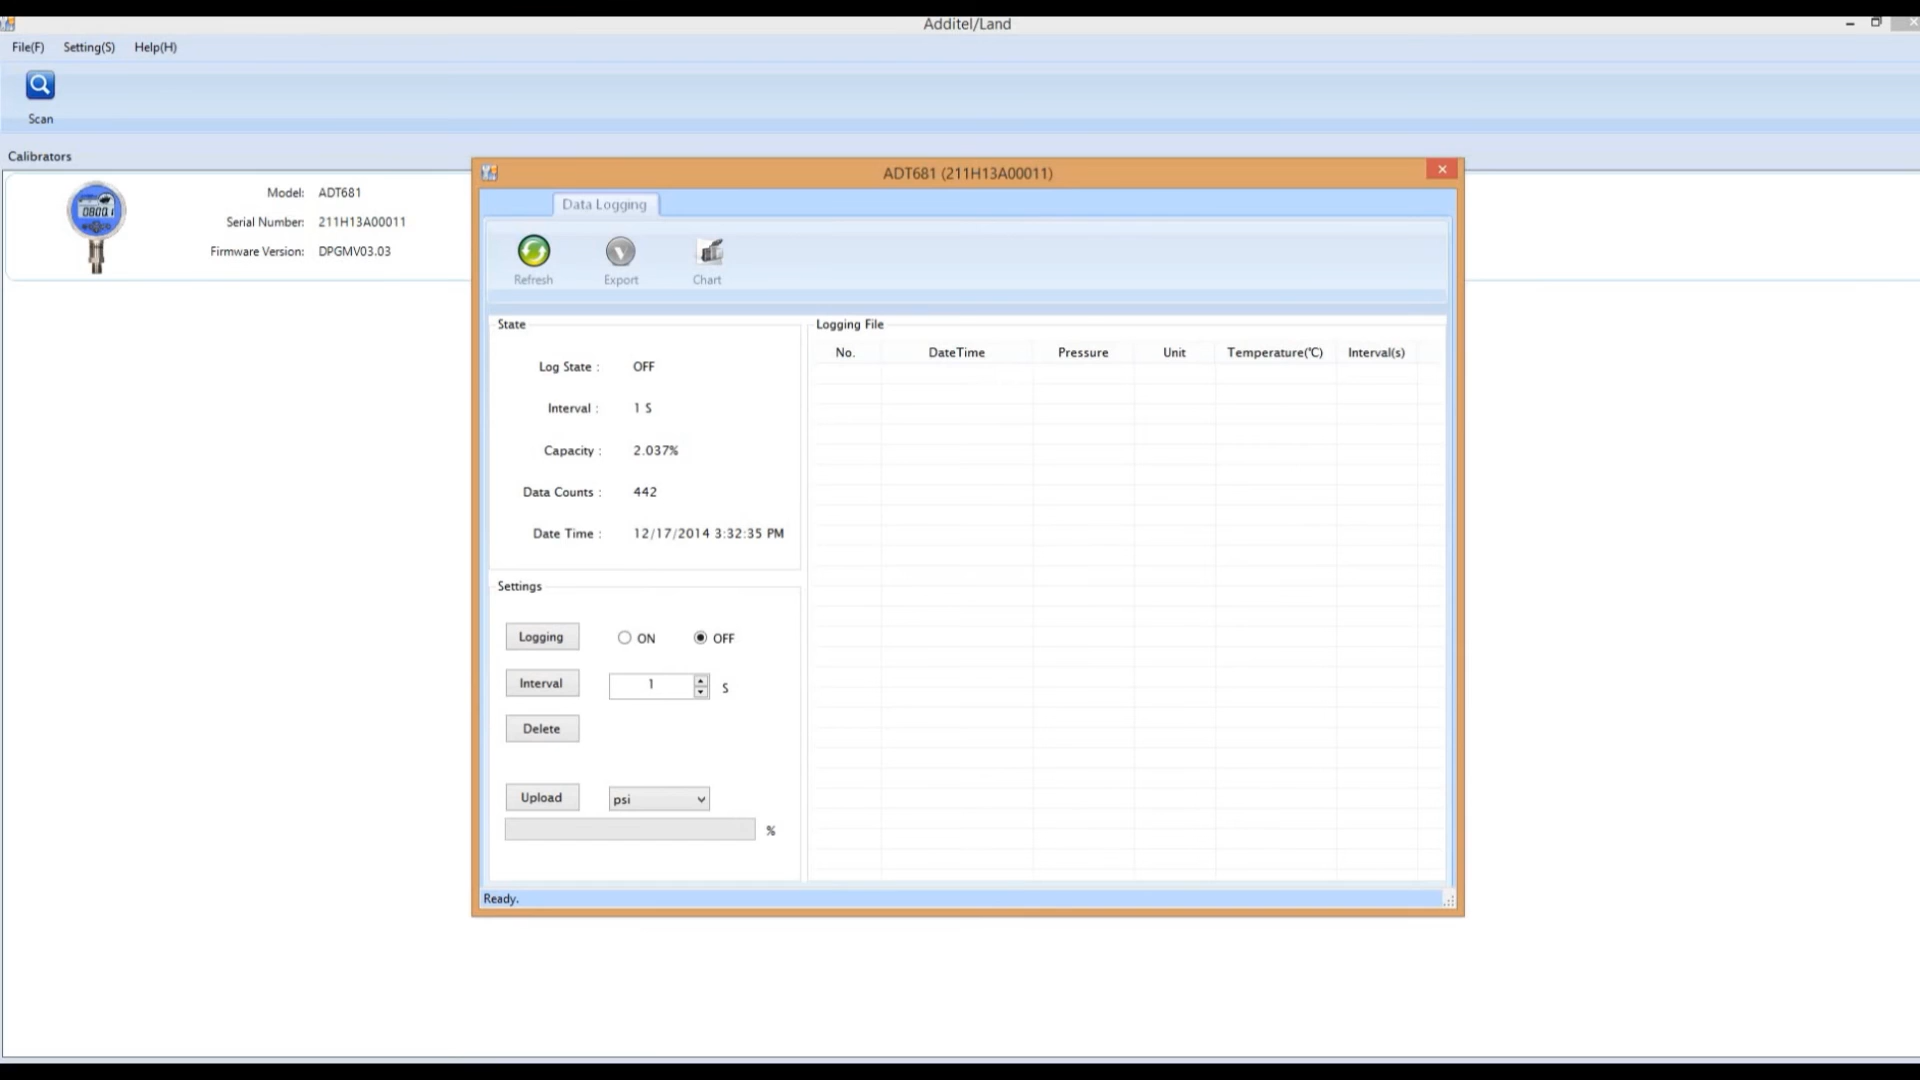 Additel/Land
File(F) Setting(S) Help(H)
Scan
Calibrators
Model: ADT681
Serial Number: 211H13A00011
Firmware Version: DPGMV03.03
ADT681 (211H13A00011)
Data Logging
Refresh Export Chart
State
Log State : OFF
Interval : 1 S
Capacity : 2.037%
Data Counts : 442
Date Time : 12/17/2014 3:32:35 PM
Settings
Logging ON OFF
Interval 1 S
Delete
Upload psi
%
Logging File
No. DateTime Pressure Unit Temperature(℃) Interval(s)
Ready.